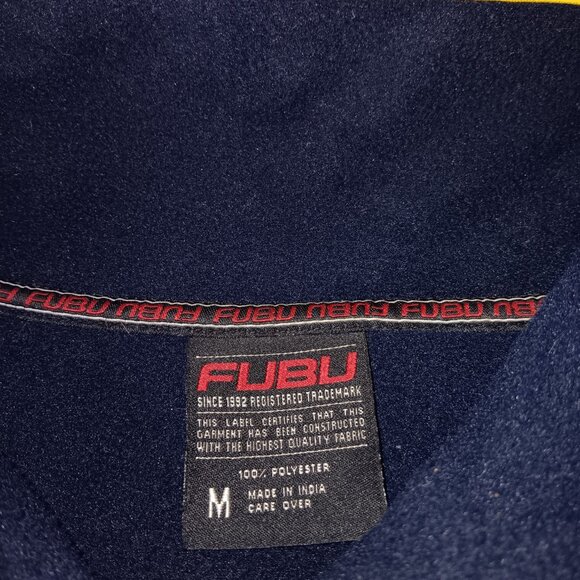 FUBU FUBU FUBU FUBU
FUBU
SINCE 1992 REGISTERED TRADEMARK
THIS LABEL CERTIFIES THAT THIS
GARMENT HAS BEEN CONSTRUCTED
WITH THE HIGHEST QUALITY FABRIC
100% POLYESTER
M
MADE IN INDIA
CARE OVER